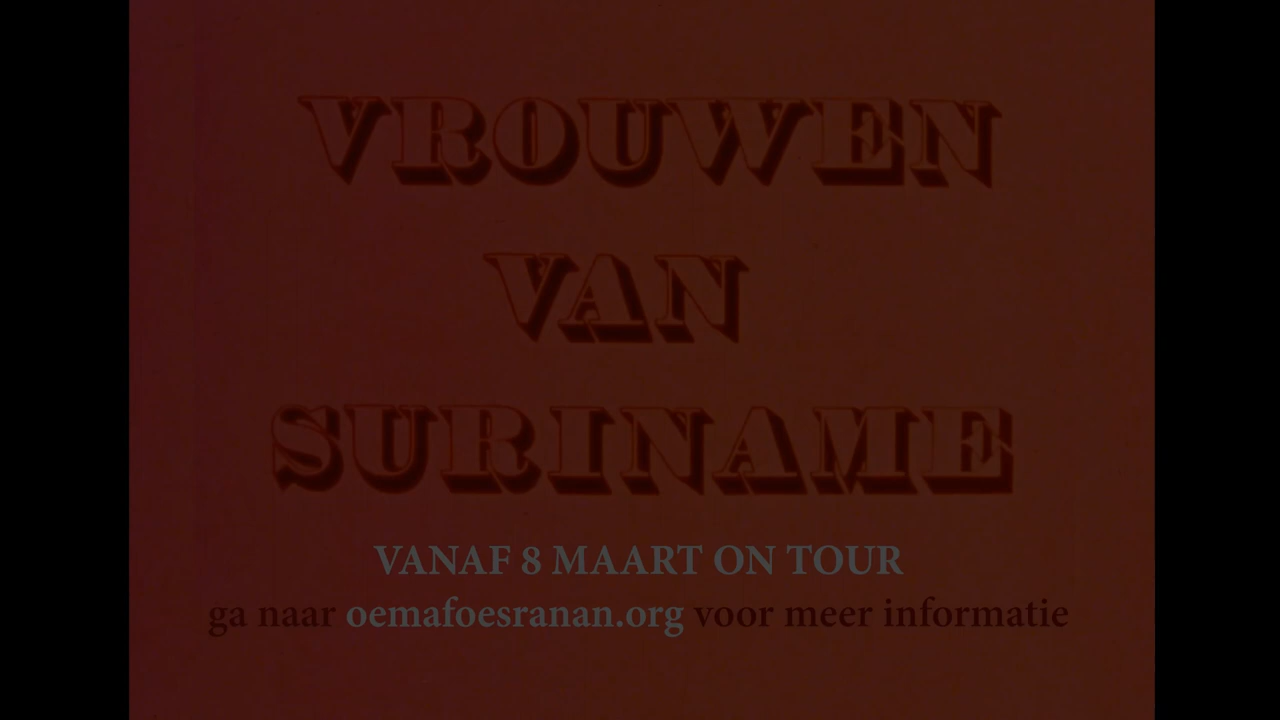 VROUWEN
VAN
SURINAME
VANAF 8 MAART ON TOUR
ga naar oemafoesranan.org voor meer informatie